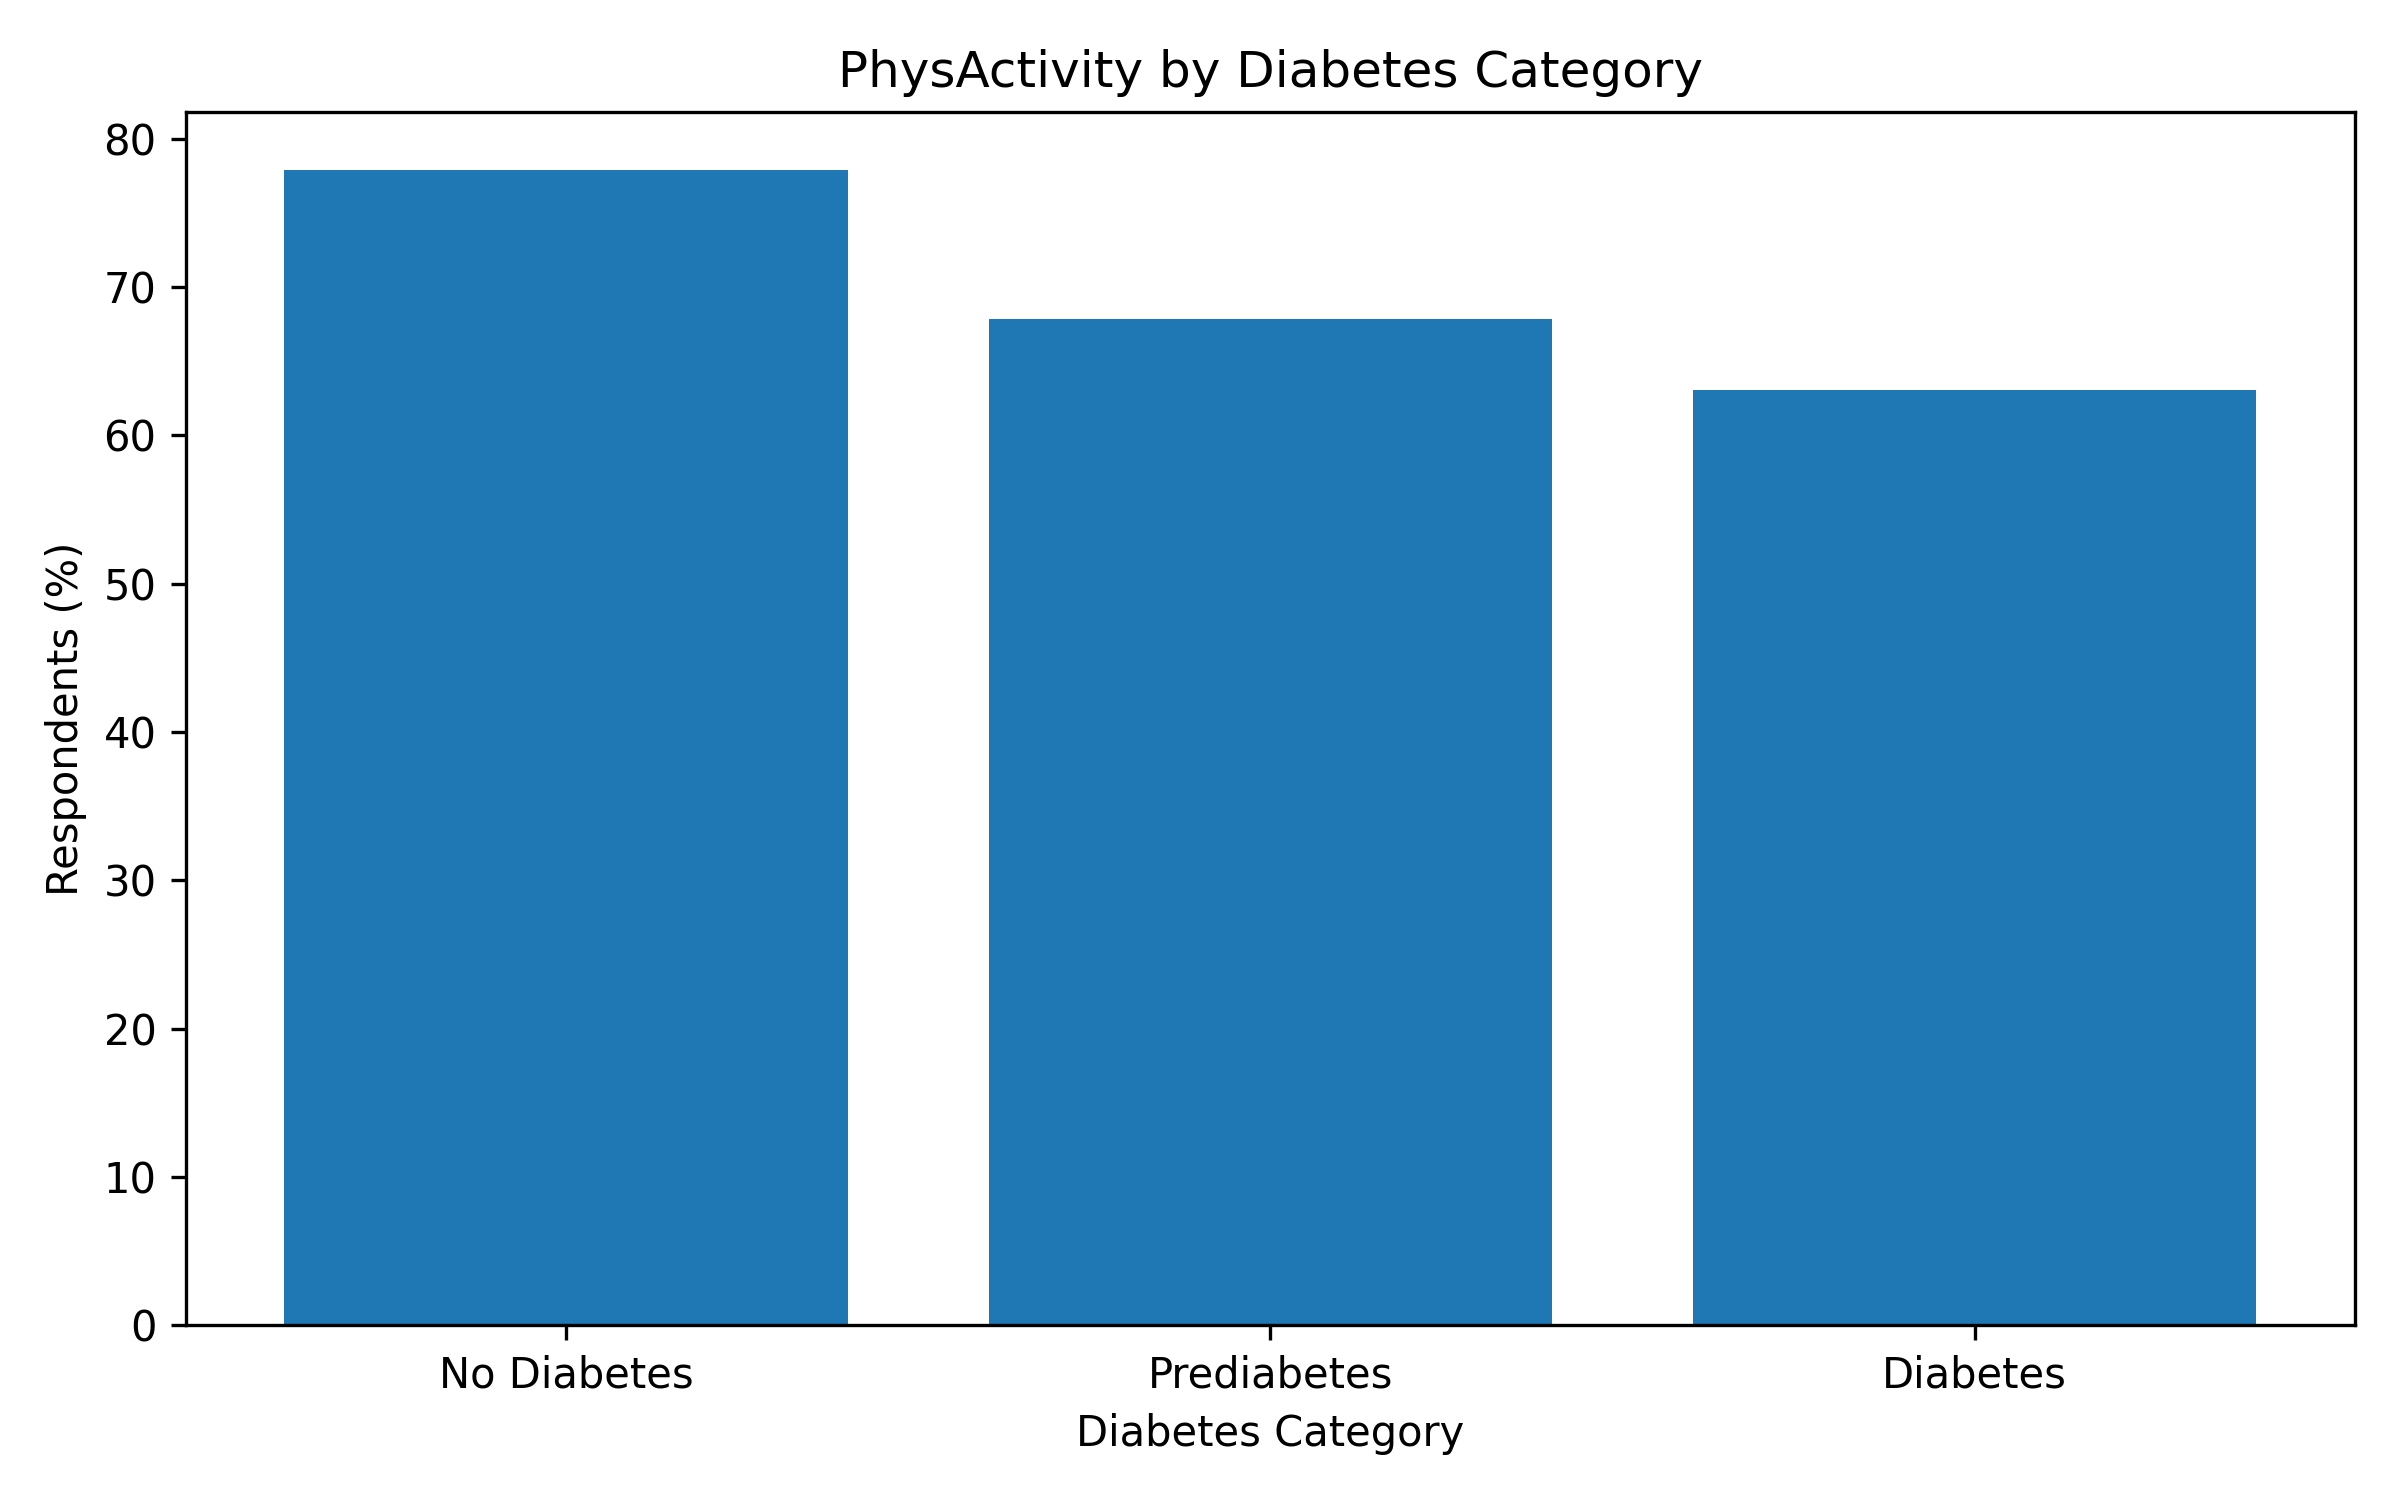 PhysActivity by Diabetes Category
Respondents (%)
80
70
60
50
40
30
20
10
0
No Diabetes
Prediabetes
Diabetes
Diabetes Category